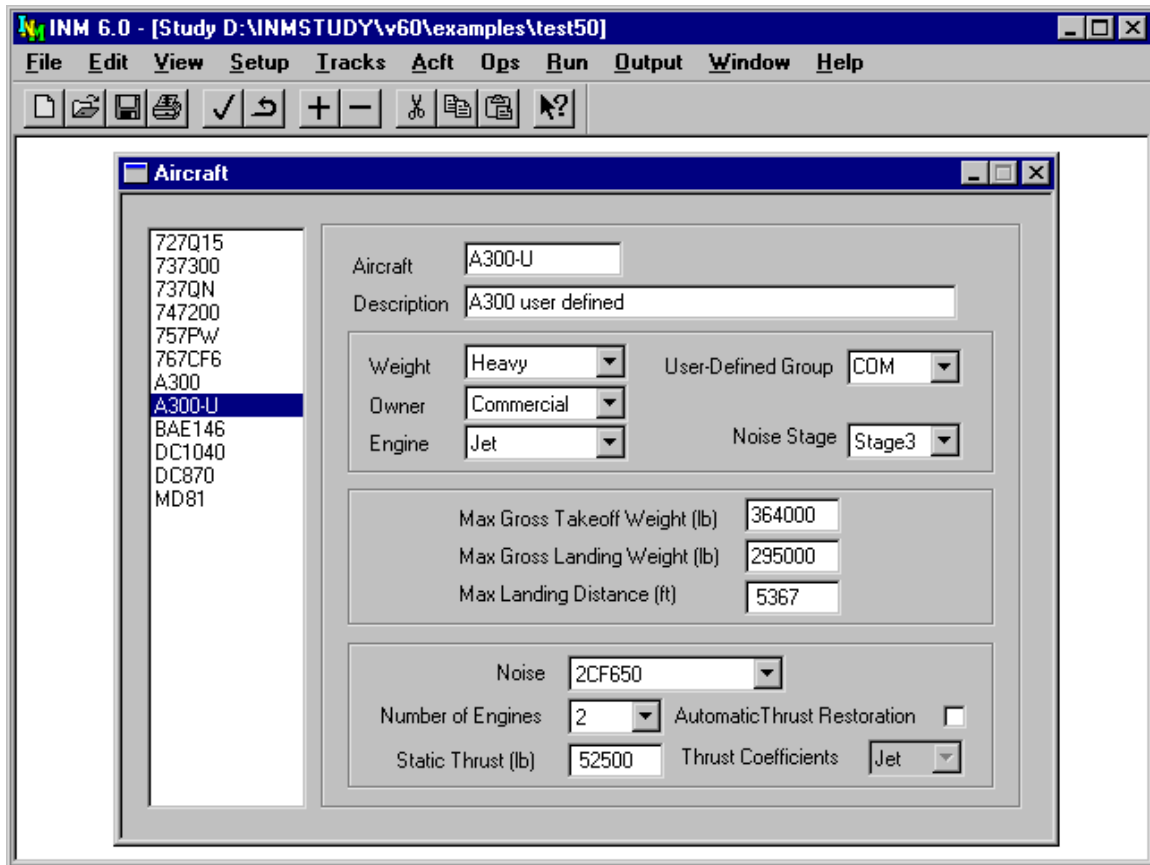 INM 6.0 - [Study D:\INMSTUDY\v60\examples\test50]
File Edit View Setup Tracks Acft Ops Run Output Window Help
Aircraft
727Q15
737300
737QN
747200
757PW
767CF6
A300
A300-U
BAE146
DC1040
DC870
MD81
Aircraft A300-U
Description A300 user defined
Weight Heavy User-Defined Group COM
Owner Commercial
Engine Jet Noise Stage Stage3
Max Gross Takeoff Weight (lb) 364000
Max Gross Landing Weight (lb) 295000
Max Landing Distance (ft) 5367
Noise 2CF650
Number of Engines 2 AutomaticThrust Restoration
Static Thrust (lb) 52500 Thrust Coefficients Jet